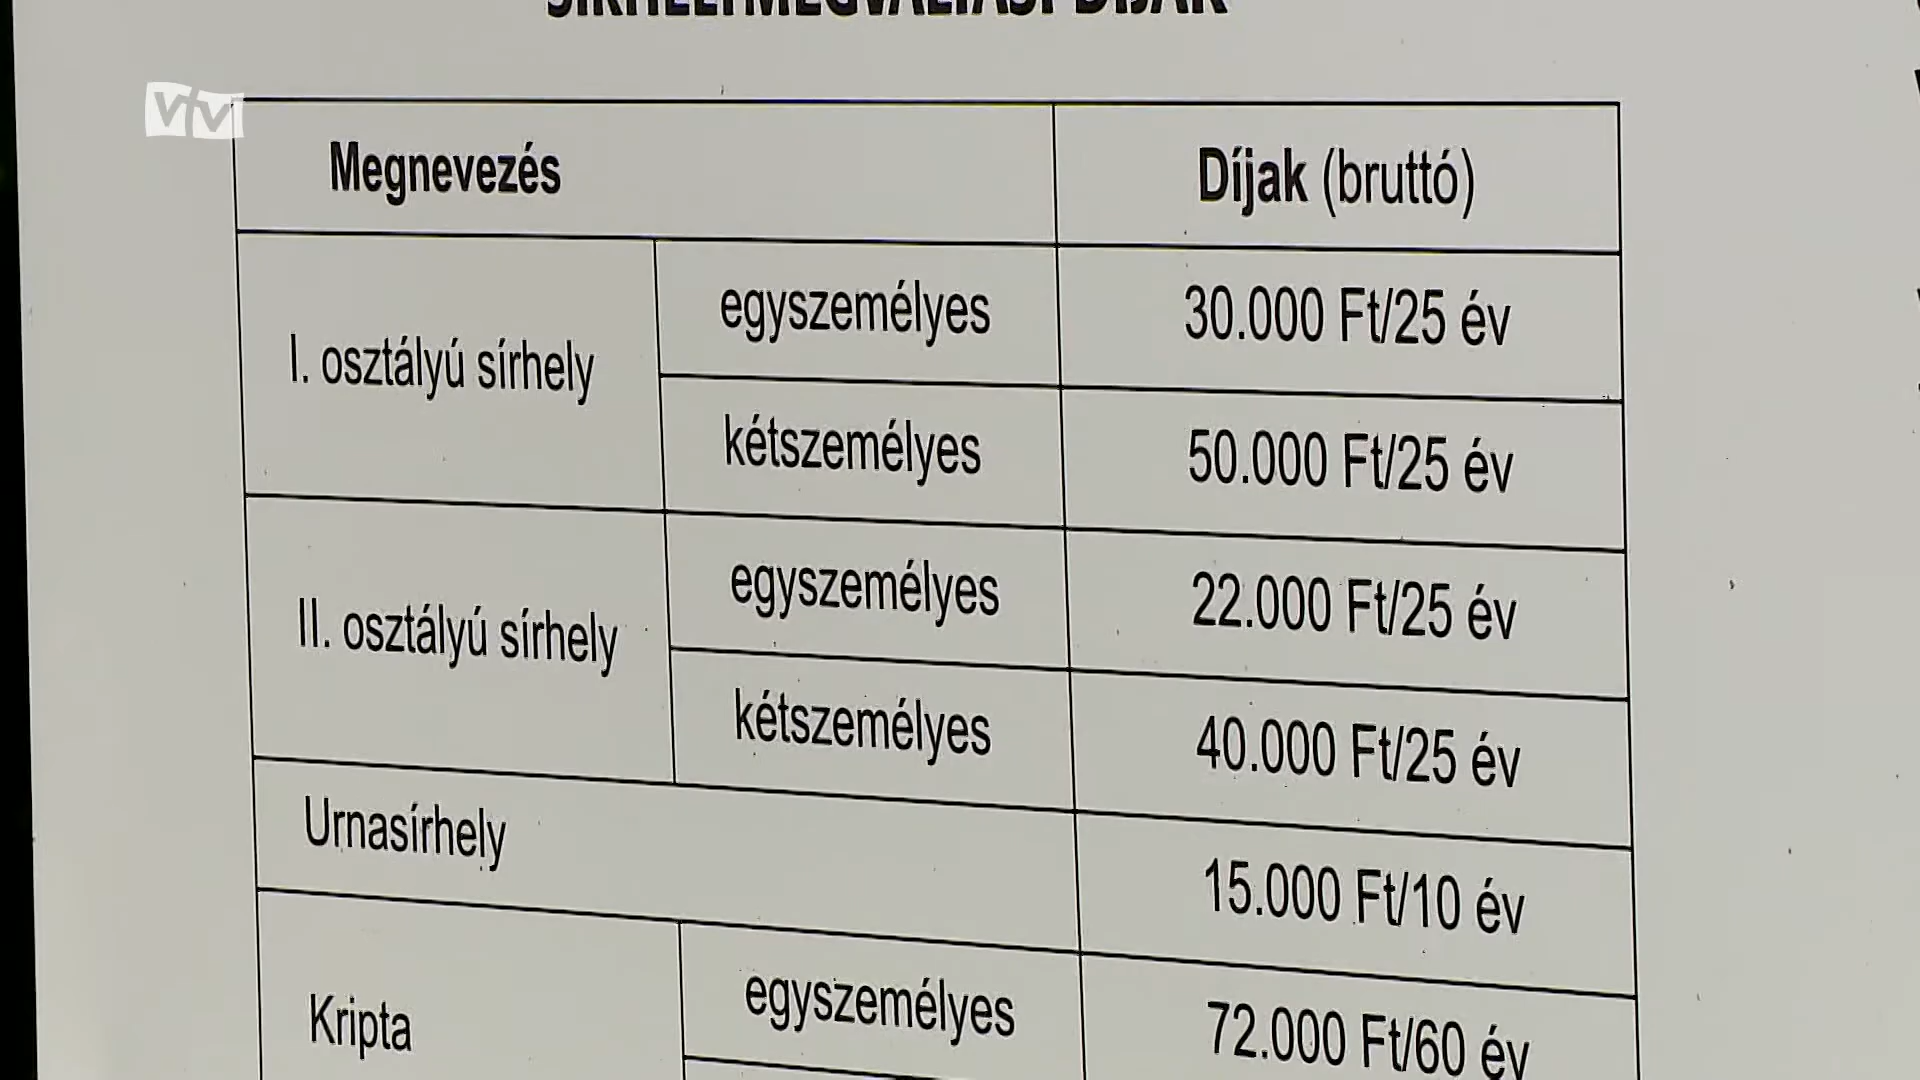 SÍRHELYMEGVÁLTÁSI DÍJAK
VTV
Megnevezés
Díjak (bruttó)
I. osztályú sírhely
egyszemélyes
30.000 Ft/25 év
kétszemélyes
50.000 Ft/25 év
II. osztályú sírhely
egyszemélyes
22.000 Ft/25 év
kétszemélyes
40.000 Ft/25 év
Urnasírhely
15.000 Ft/10 év
Kripta
egyszemélyes
72.000 Ft/60 év